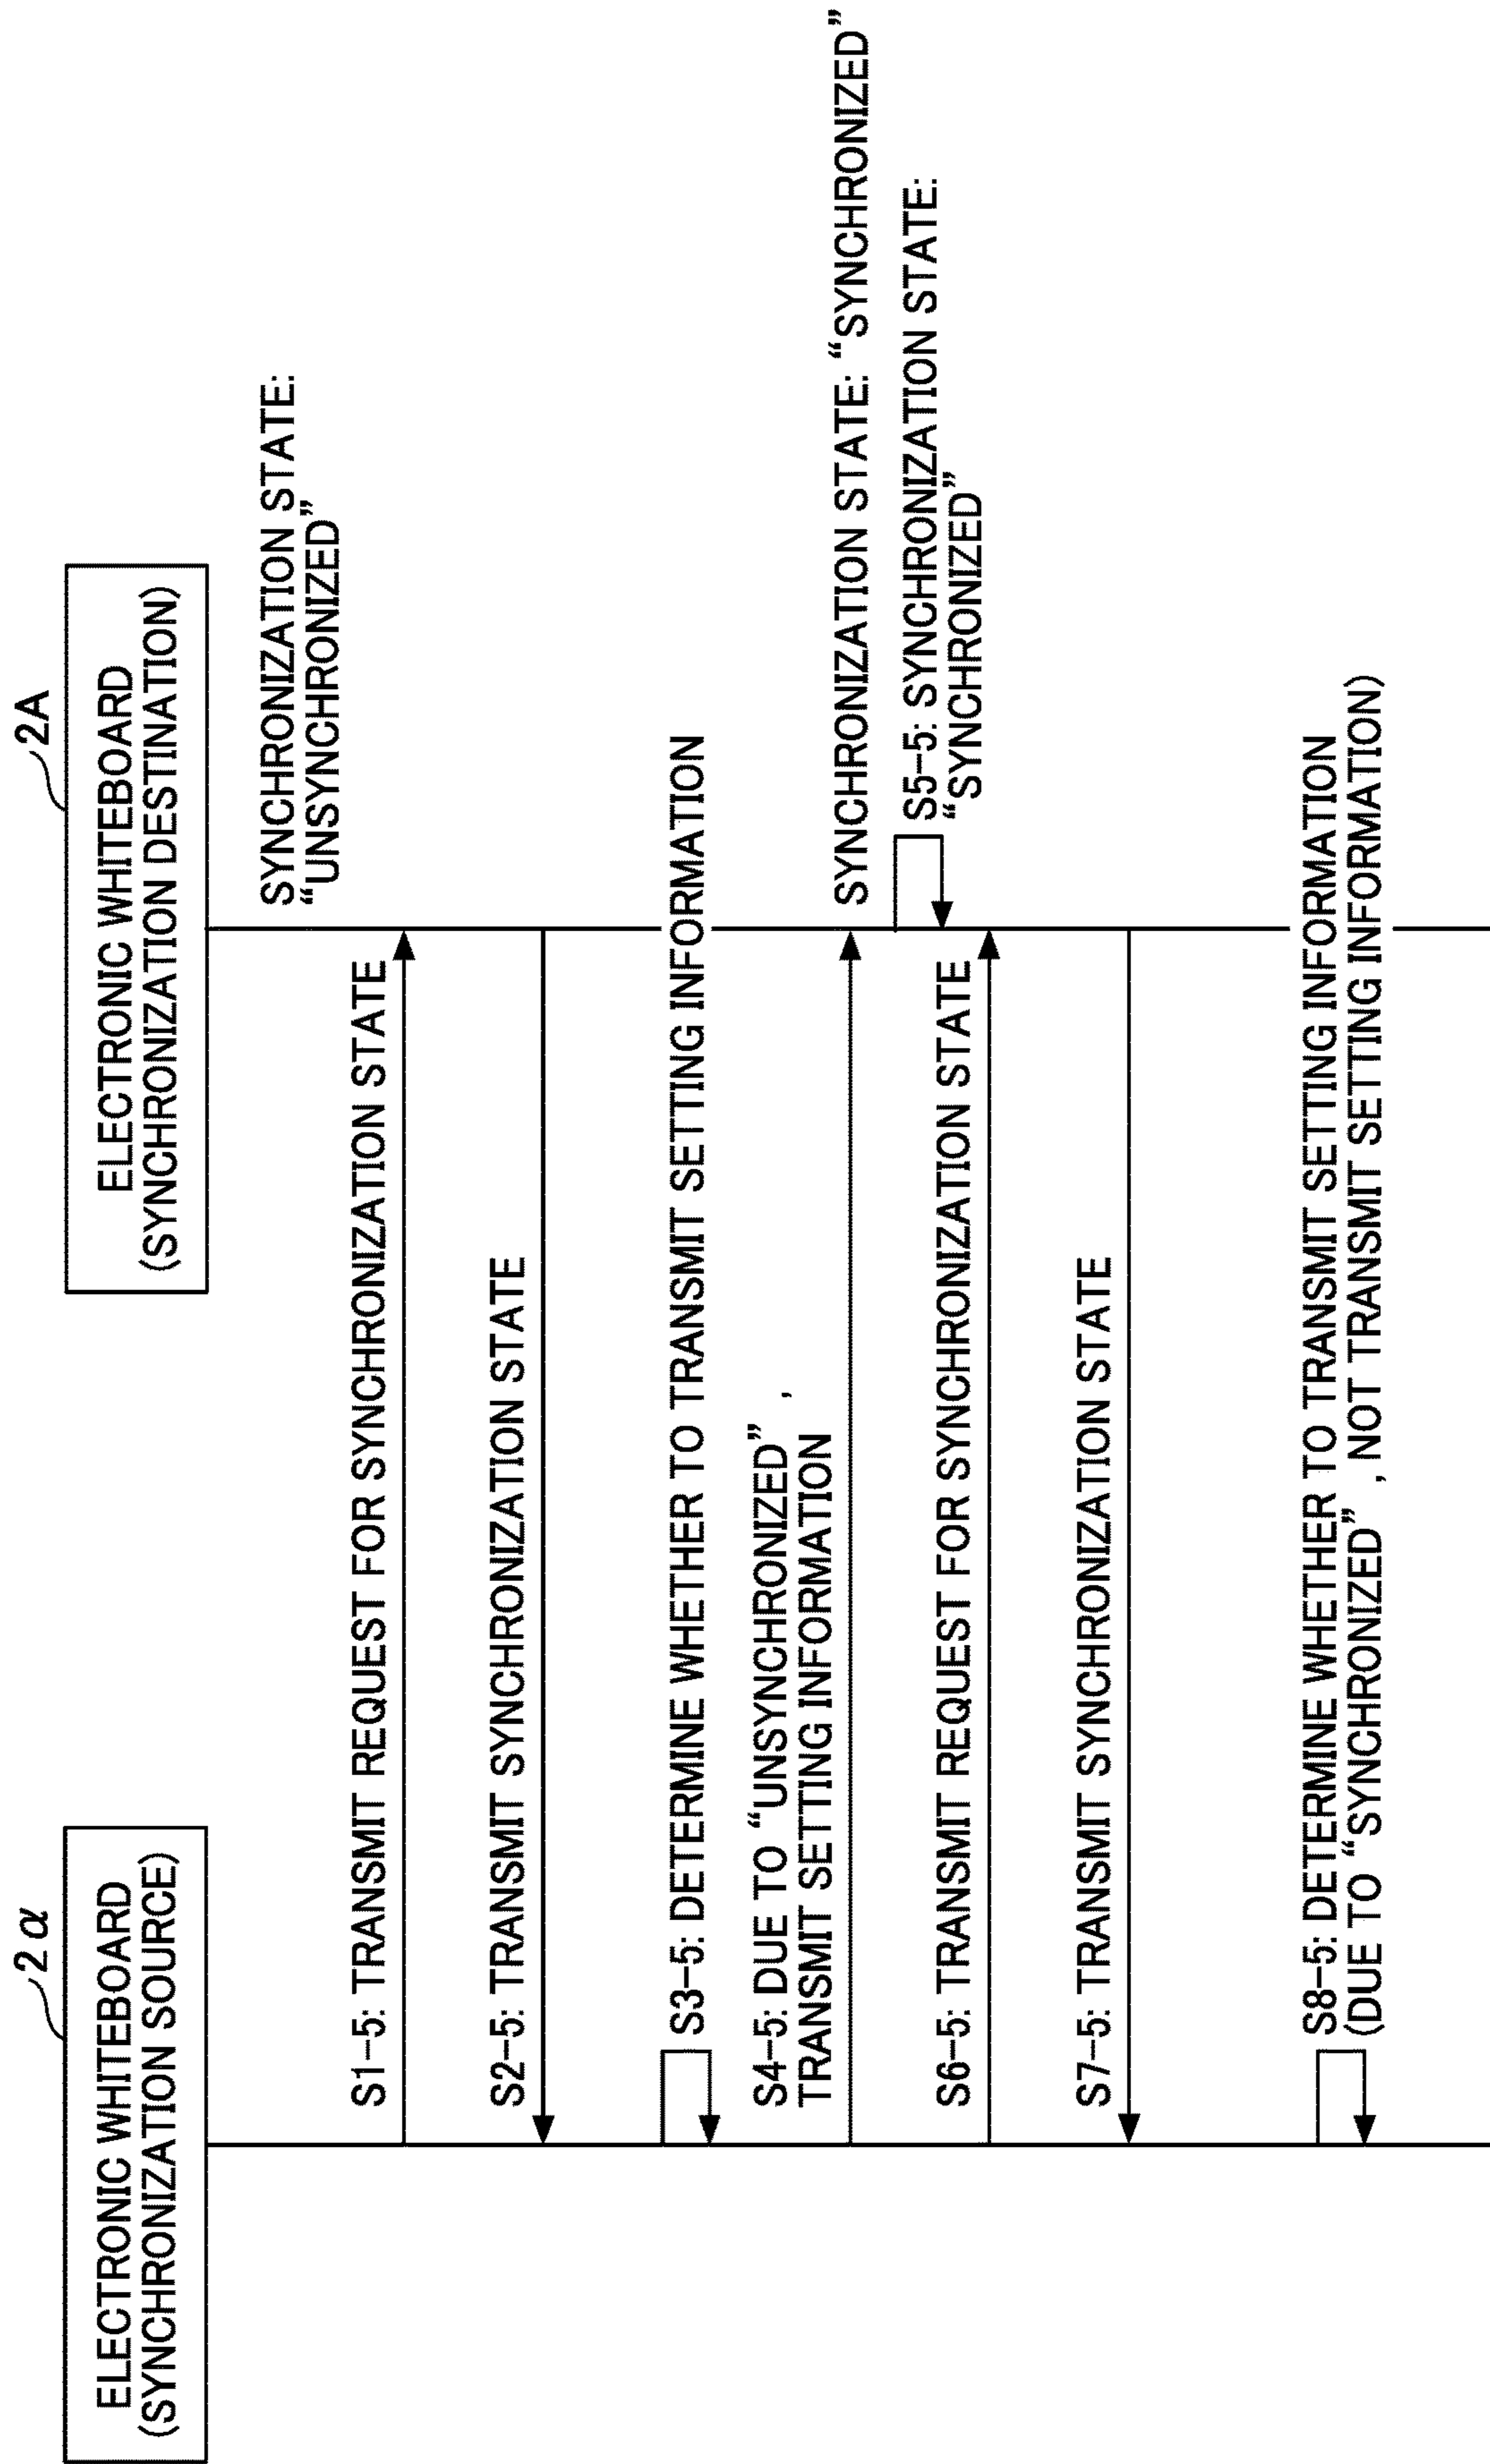 2α
ELECTRONIC WHITEBOARD
(SYNCHRONIZATION SOURCE)
2A
ELECTRONIC WHITEBOARD
(SYNCHRONIZATION DESTINATION)
SYNCHRONIZATION STATE:
“UNSYNCHRONIZED”
S1-5: TRANSMIT REQUEST FOR SYNCHRONIZATION STATE
S2-5: TRANSMIT SYNCHRONIZATION STATE
S3-5: DETERMINE WHETHER TO TRANSMIT SETTING INFORMATION
S4-5: DUE TO “UNSYNCHRONIZED” ,
TRANSMIT SETTING INFORMATION
SYNCHRONIZATION STATE: “SYNCHRONIZED”
S5-5: SYNCHRONIZATION STATE:
“SYNCHRONIZED”
S6-5: TRANSMIT REQUEST FOR SYNCHRONIZATION STATE
S7-5: TRANSMIT SYNCHRONIZATION STATE
S8-5: DETERMINE WHETHER TO TRANSMIT SETTING INFORMATION
(DUE TO “SYNCHRONIZED” , NOT TRANSMIT SETTING INFORMATION)